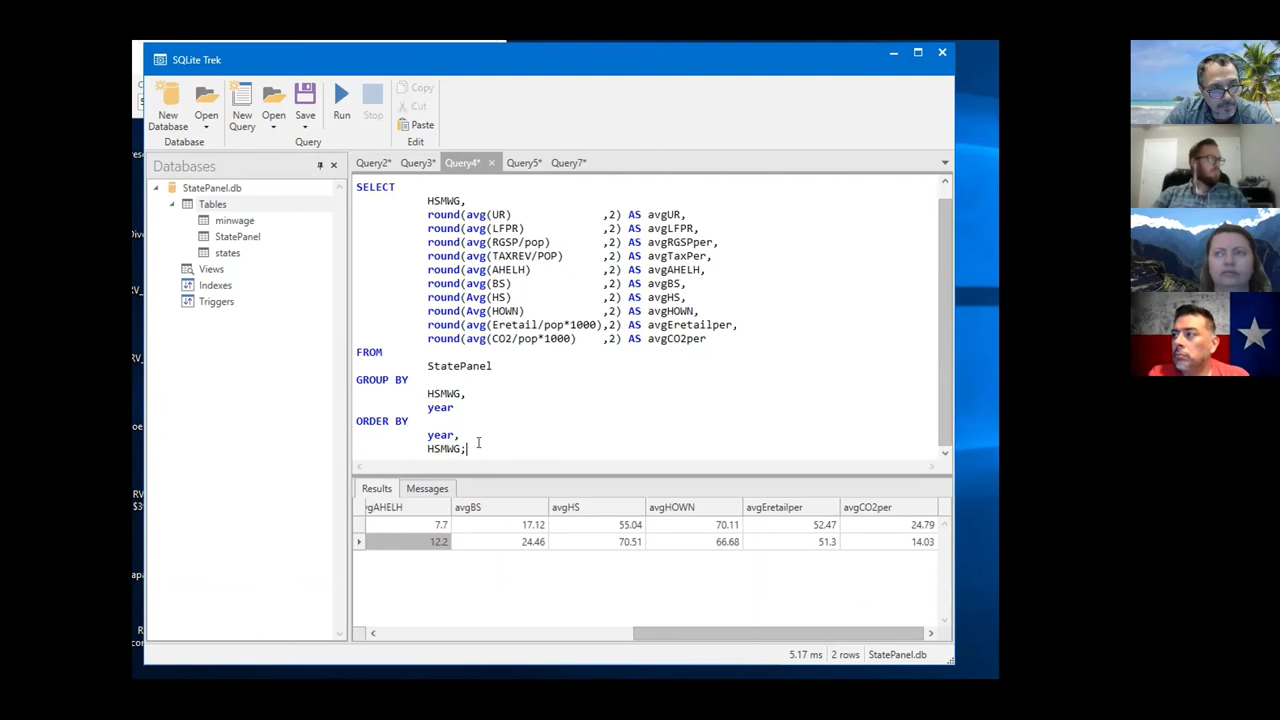 SQLite Trek
New Database
Open
New Query
Open
Save
Run
Stop
Copy
Cut
Paste
Database
Query
Edit
Databases
StatePanel.db
Tables
minwage
StatePanel
states
Views
Indexes
Triggers
Query2* Query3* Query4* Query5* Query7*
SELECT
HSMWG,
round(avg(UR) ,2) AS avgUR,
round(avg(LFPR) ,2) AS avgLFPR,
round(avg(RGSP/pop) ,2) AS avgRGSPper,
round(avg(TAXREV/POP) ,2) AS avgTaxPer,
round(avg(AHELH) ,2) AS avgAHELH,
round(avg(BS) ,2) AS avgBS,
round(Avg(HS) ,2) AS avgHS,
round(Avg(HOWN) ,2) AS avgHOWN,
round(avg(Eretail/pop*1000),2) AS avgEretailper,
round(avg(CO2/pop*1000) ,2) AS avgCO2per
FROM
StatePanel
GROUP BY
HSMWG,
year
ORDER BY
year,
HSMWG;
Results Messages
vgAHELH avgBS avgHS avgHOWN avgEretailper avgCO2per
7.7 17.12 55.04 70.11 52.47 24.79
12.2 24.46 70.51 66.68 51.3 14.03
5.17 ms 2 rows StatePanel.db